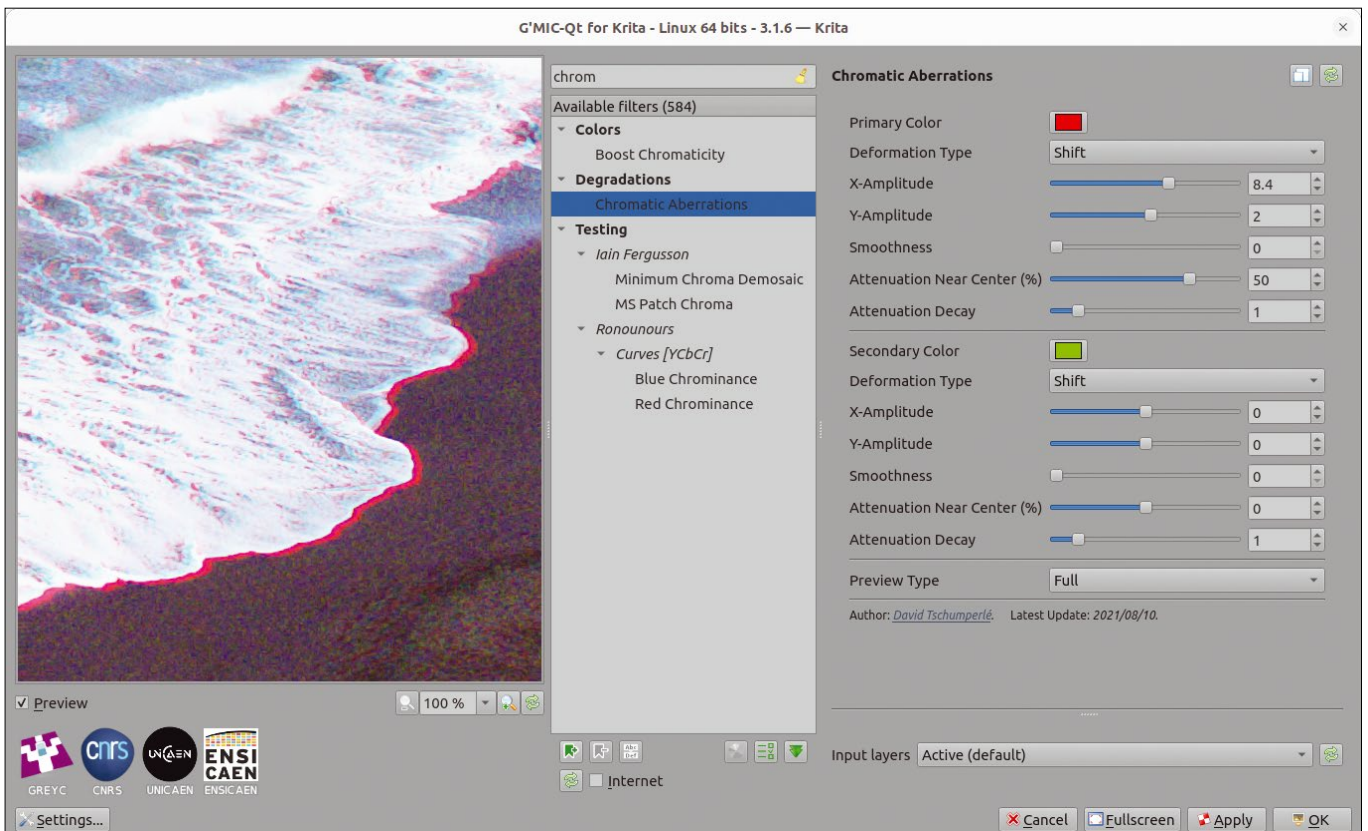 G'MIC-Qt for Krita - Linux 64 bits - 3.1.6 — Krita
chrom
Available filters (584)
Colors
Boost Chromaticity
Degradations
Chromatic Aberrations
Testing
Iain Fergusson
Minimum Chroma Demosaic
MS Patch Chroma
Ronounours
Curves [YCbCr]
Blue Chrominance
Red Chrominance
Chromatic Aberrations
Primary Color
Deformation Type Shift
X-Amplitude 8.4
Y-Amplitude 2
Smoothness 0
Attenuation Near Center (%) 50
Attenuation Decay 1
Secondary Color
Deformation Type Shift
X-Amplitude 0
Y-Amplitude 0
Smoothness 0
Attenuation Near Center (%) 0
Attenuation Decay 1
Preview Type Full
Author: David Tschumperlé. Latest Update: 2021/08/10.
Preview
100 %
cnrs
UNICAEN
ENSI
CAEN
GREYC CNRS UNICAEN ENSICAEN
Internet
Input layers Active (default)
Settings...
Cancel Fullscreen Apply OK